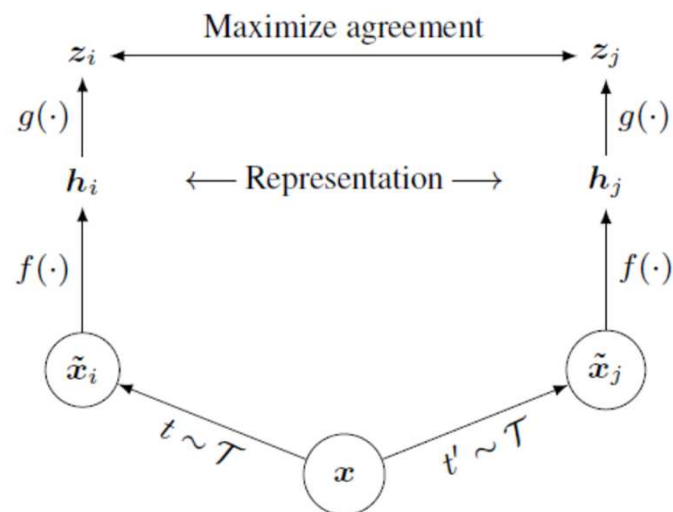 Maximize agreement
z_i z_j
g(·) g(·)
h_i ← Representation → h_j
f(·) f(·)
x̃_i x̃_j
t ~ 𝒯 t' ~ 𝒯
x